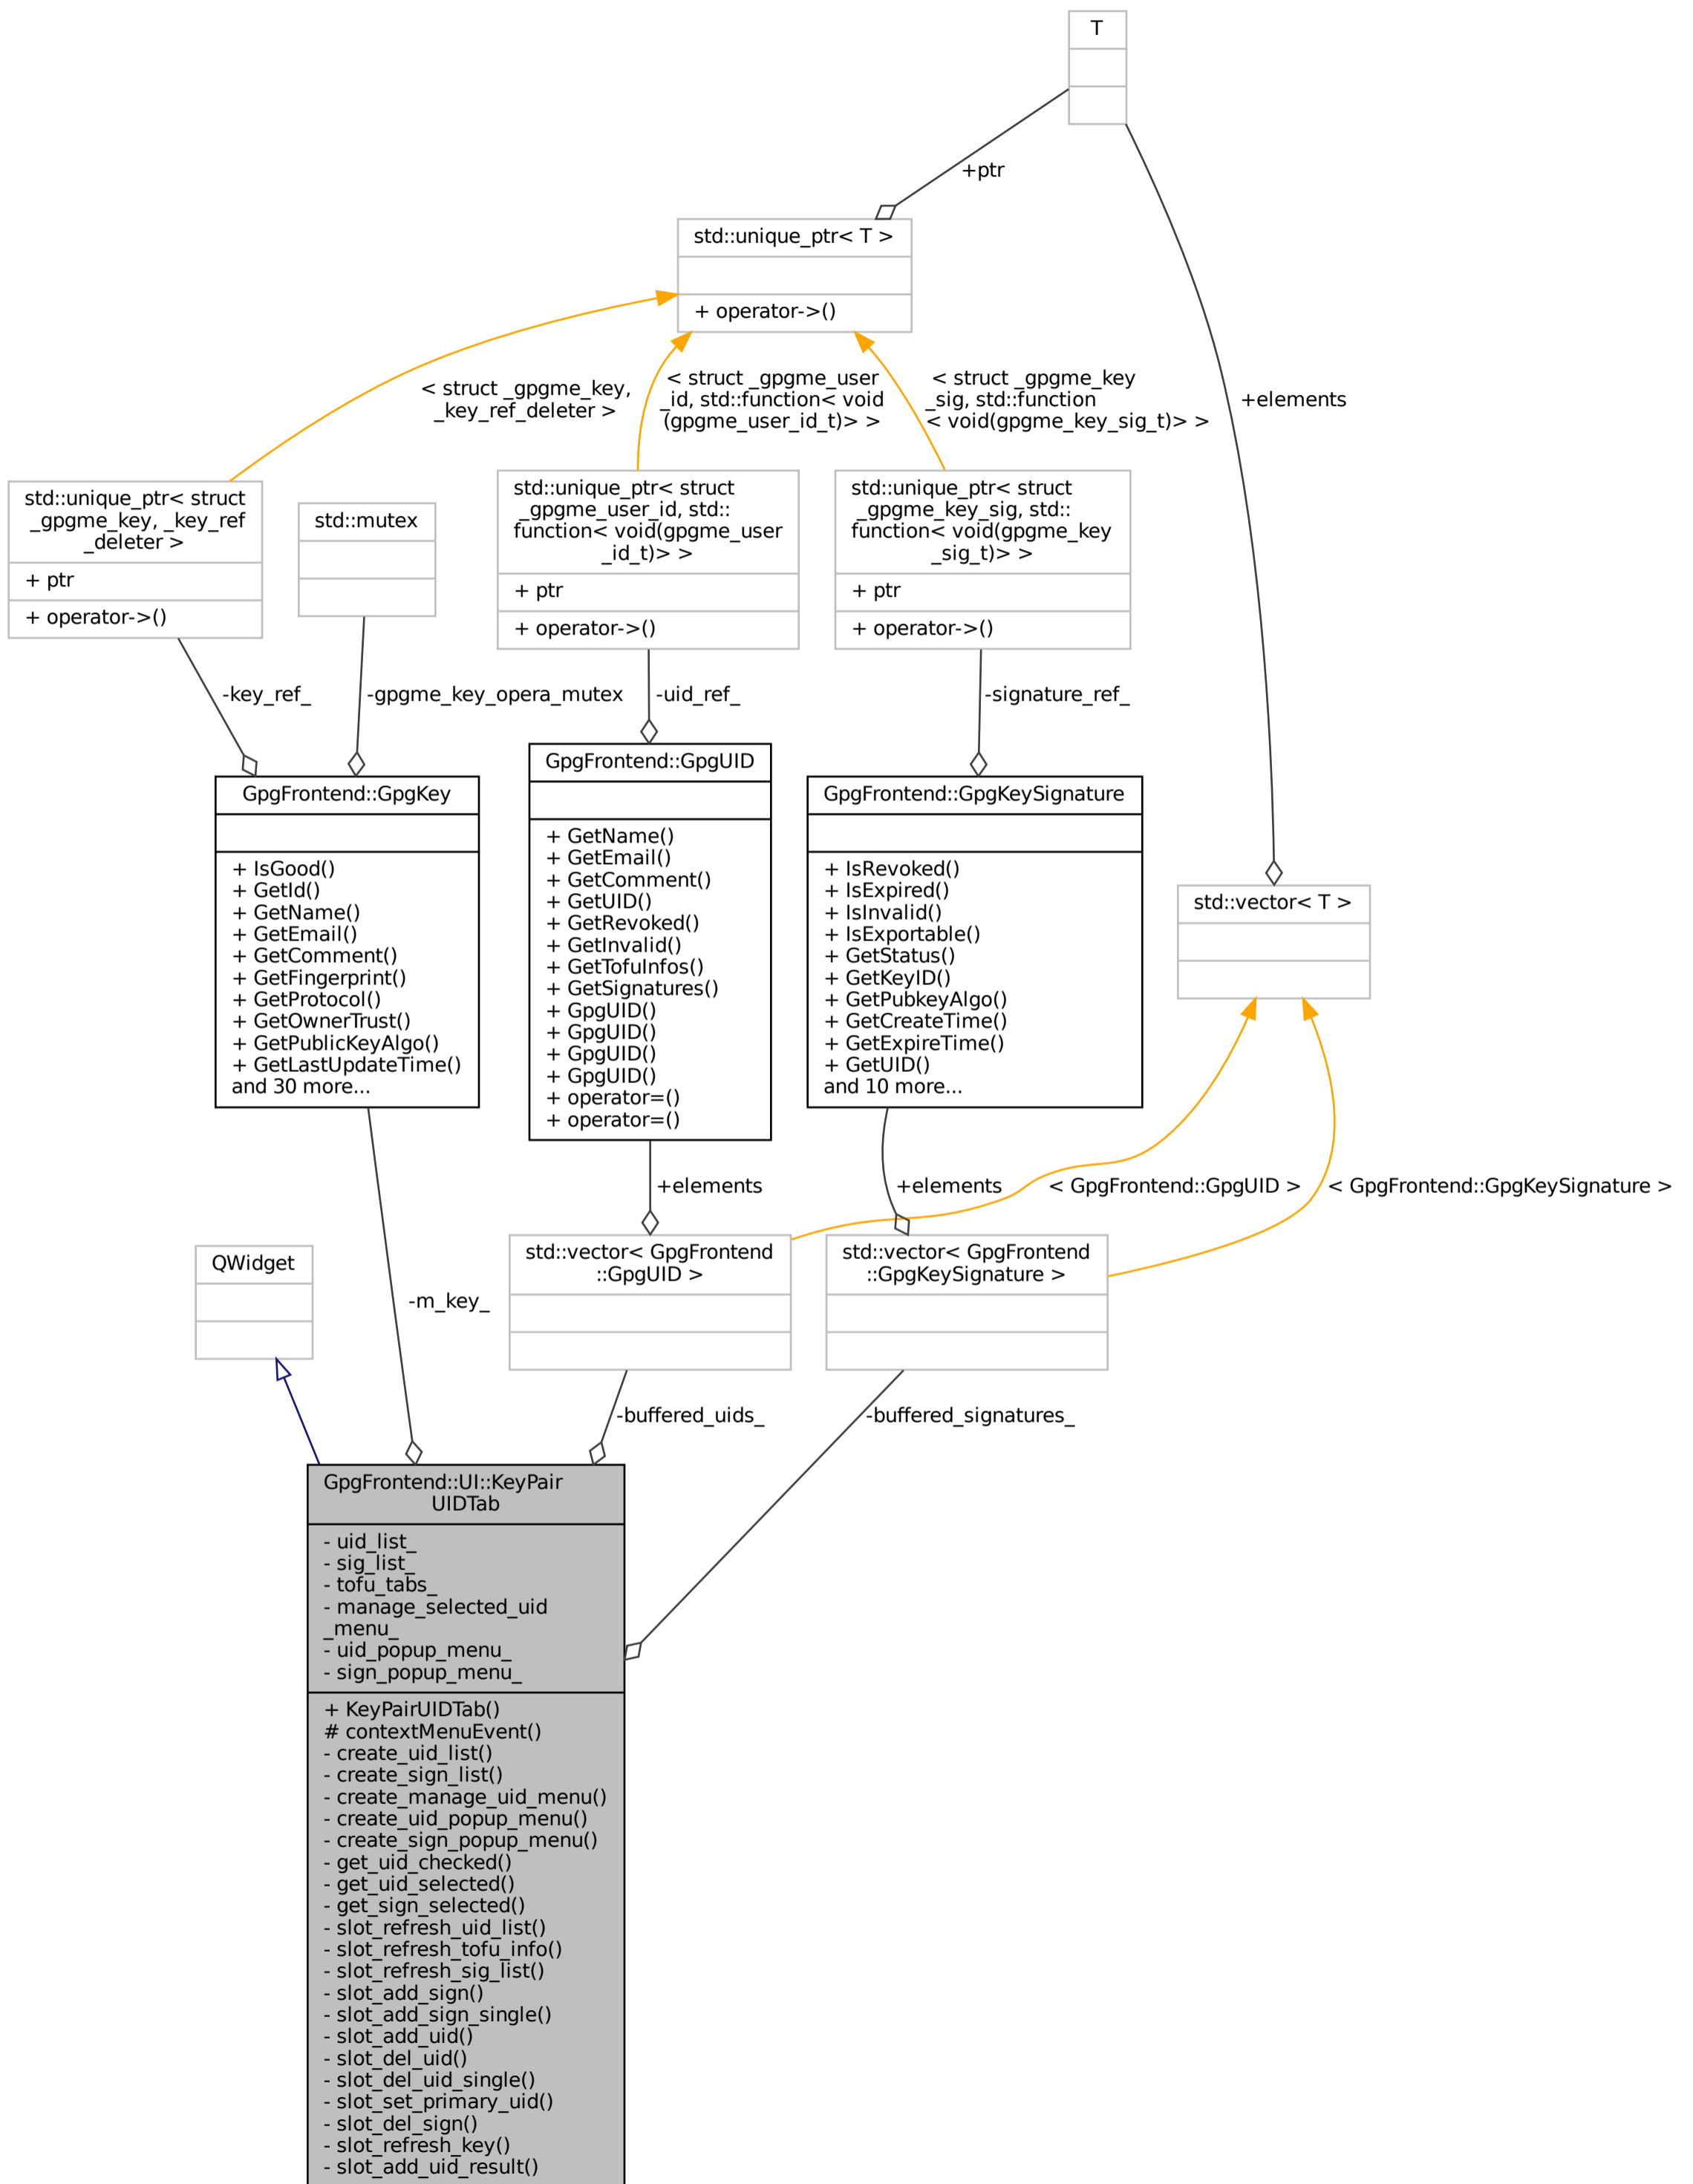 T
+ptr
std::unique_ptr< T >
+ operator->()
< struct _gpgme_key,
_key_ref_deleter >
< struct _gpgme_user
_id, std::function< void
(gpgme_user_id_t)> >
< struct _gpgme_key
_sig, std::function
< void(gpgme_key_sig_t)> >
+elements
std::unique_ptr< struct
_gpgme_key, _key_ref
_deleter >
+ ptr
+ operator->()
std::mutex
std::unique_ptr< struct
_gpgme_user_id, std::
function< void(gpgme_user
_id_t)> >
+ ptr
+ operator->()
std::unique_ptr< struct
_gpgme_key_sig, std::
function< void(gpgme_key
_sig_t)> >
+ ptr
+ operator->()
-key_ref_
-gpgme_key_opera_mutex
-uid_ref_
-signature_ref_
GpgFrontend::GpgKey
+ IsGood()
+ GetId()
+ GetName()
+ GetEmail()
+ GetComment()
+ GetFingerprint()
+ GetProtocol()
+ GetOwnerTrust()
+ GetPublicKeyAlgo()
+ GetLastUpdateTime()
and 30 more...
GpgFrontend::GpgUID
+ GetName()
+ GetEmail()
+ GetComment()
+ GetUID()
+ GetRevoked()
+ GetInvalid()
+ GetTofuInfos()
+ GetSignatures()
+ GpgUID()
+ GpgUID()
+ GpgUID()
+ GpgUID()
+ operator=()
+ operator=()
GpgFrontend::GpgKeySignature
+ IsRevoked()
+ IsExpired()
+ IsInvalid()
+ IsExportable()
+ GetStatus()
+ GetKeyID()
+ GetPubkeyAlgo()
+ GetCreateTime()
+ GetExpireTime()
+ GetUID()
and 10 more...
std::vector< T >
+elements
+elements
< GpgFrontend::GpgUID >
< GpgFrontend::GpgKeySignature >
QWidget
-m_key_
std::vector< GpgFrontend
::GpgUID >
std::vector< GpgFrontend
::GpgKeySignature >
-buffered_uids_
-buffered_signatures_
GpgFrontend::UI::KeyPair
UIDTab
- uid_list_
- sig_list_
- tofu_tabs_
- manage_selected_uid
_menu_
- uid_popup_menu_
- sign_popup_menu_
+ KeyPairUIDTab()
# contextMenuEvent()
- create_uid_list()
- create_sign_list()
- create_manage_uid_menu()
- create_uid_popup_menu()
- create_sign_popup_menu()
- get_uid_checked()
- get_uid_selected()
- get_sign_selected()
- slot_refresh_uid_list()
- slot_refresh_tofu_info()
- slot_refresh_sig_list()
- slot_add_sign()
- slot_add_sign_single()
- slot_add_uid()
- slot_del_uid()
- slot_del_uid_single()
- slot_set_primary_uid()
- slot_del_sign()
- slot_refresh_key()
- slot_add_uid_result()